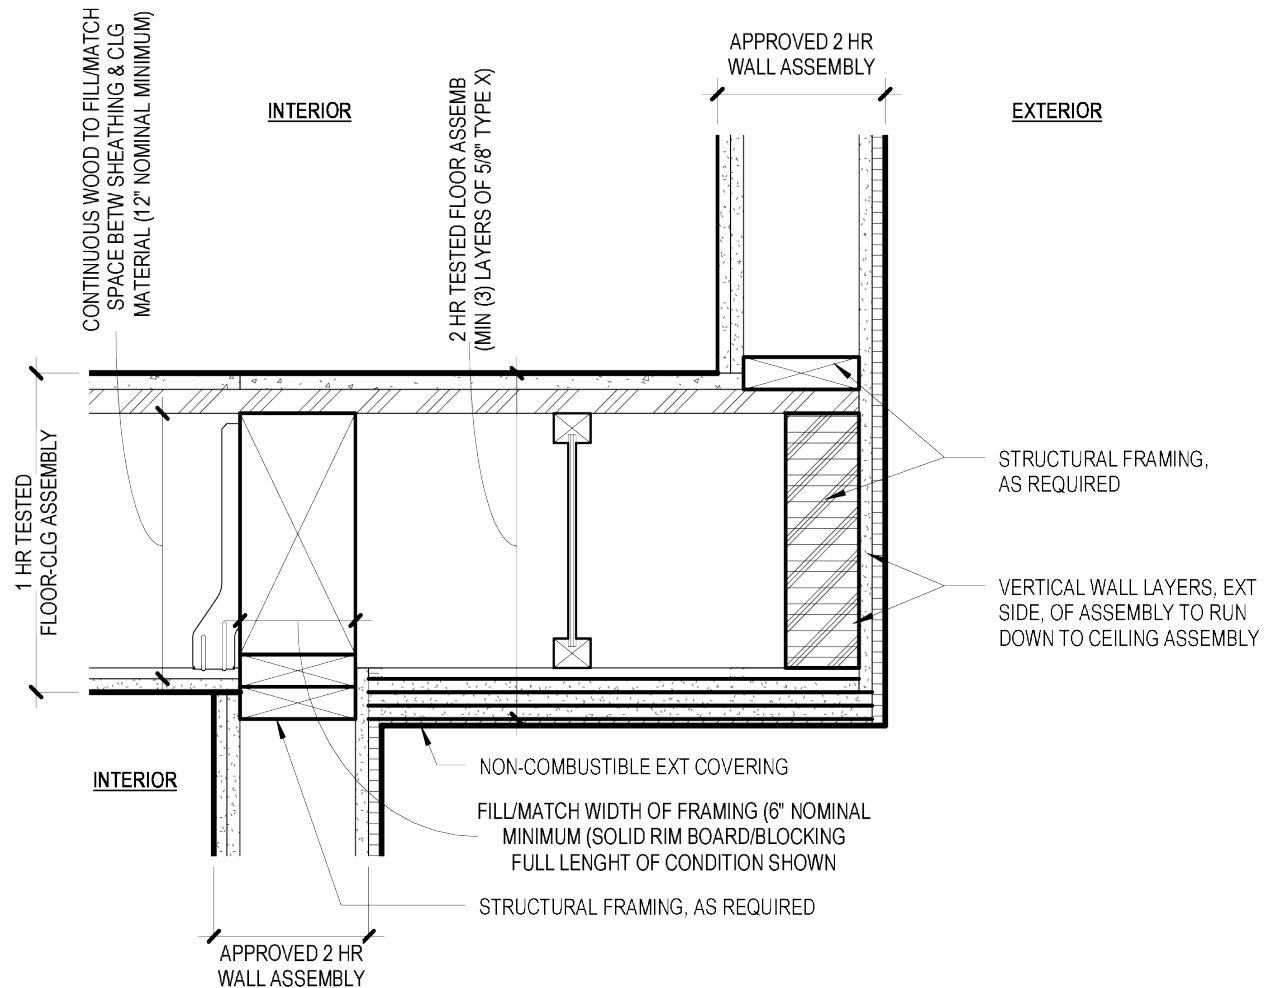 CONTINUOUS WOOD TO FILL/MATCH
SPACE BETW SHEATHING & CLG
MATERIAL (12" NOMINAL MINIMUM)
INTERIOR
2 HR TESTED FLOOR ASSEMB
(MIN (3) LAYERS OF 5/8" TYPE X)
APPROVED 2 HR
WALL ASSEMBLY
EXTERIOR
1 HR TESTED
FLOOR-CLG ASSEMBLY
STRUCTURAL FRAMING,
AS REQUIRED
VERTICAL WALL LAYERS, EXT
SIDE, OF ASSEMBLY TO RUN
DOWN TO CEILING ASSEMBLY
INTERIOR
NON-COMBUSTIBLE EXT COVERING
FILL/MATCH WIDTH OF FRAMING (6" NOMINAL
MINIMUM (SOLID RIM BOARD/BLOCKING
FULL LENGHT OF CONDITION SHOWN
STRUCTURAL FRAMING, AS REQUIRED
APPROVED 2 HR
WALL ASSEMBLY